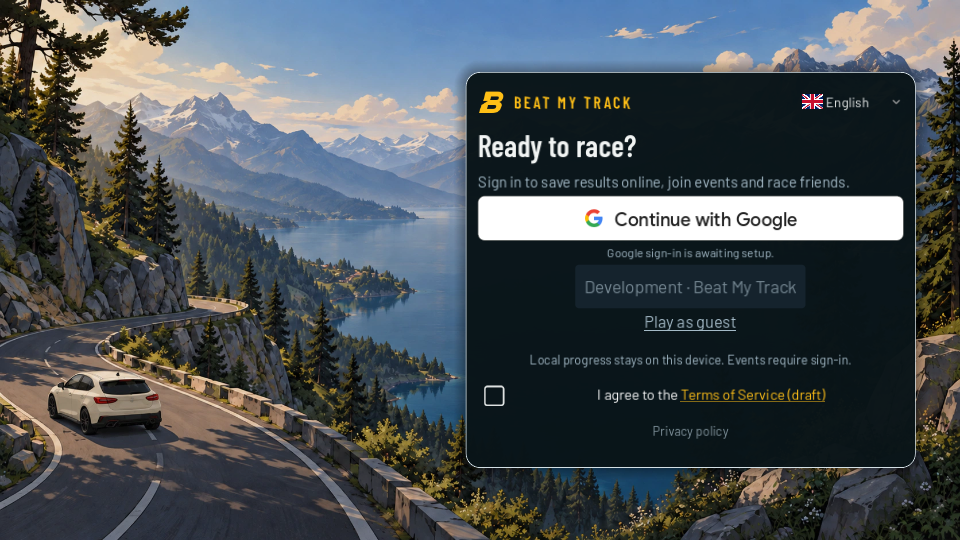 BEAT MY TRACK
English
Ready to race?
Sign in to save results online, join events and race friends.
Continue with Google
Google sign-in is awaiting setup.
Development · Beat My Track
Play as guest
Local progress stays on this device. Events require sign-in.
I agree to the Terms of Service (draft)
Privacy policy